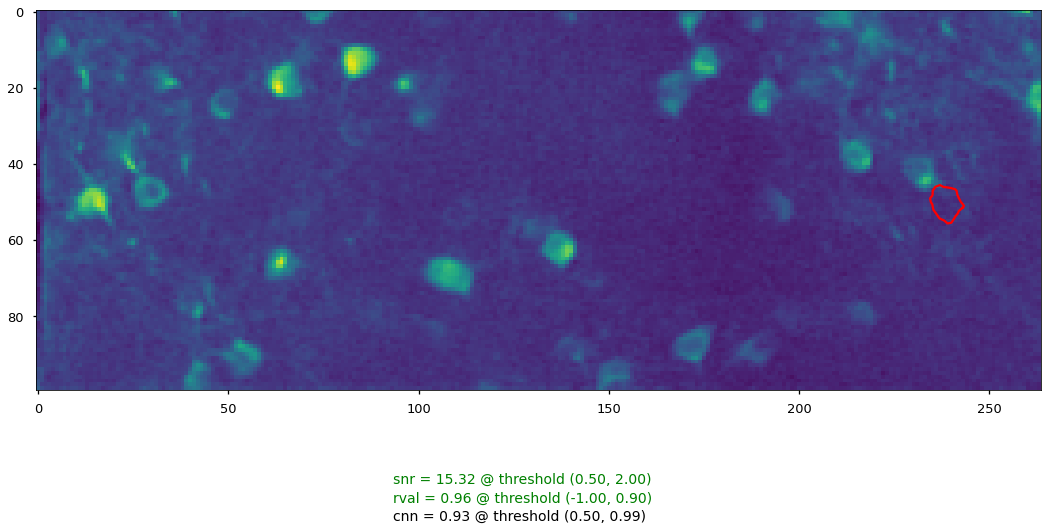 0
20
40
60
80
0 50 100 150 200 250
snr = 15.32 @ threshold (0.50, 2.00)
rval = 0.96 @ threshold (-1.00, 0.90)
cnn = 0.93 @ threshold (0.50, 0.99)